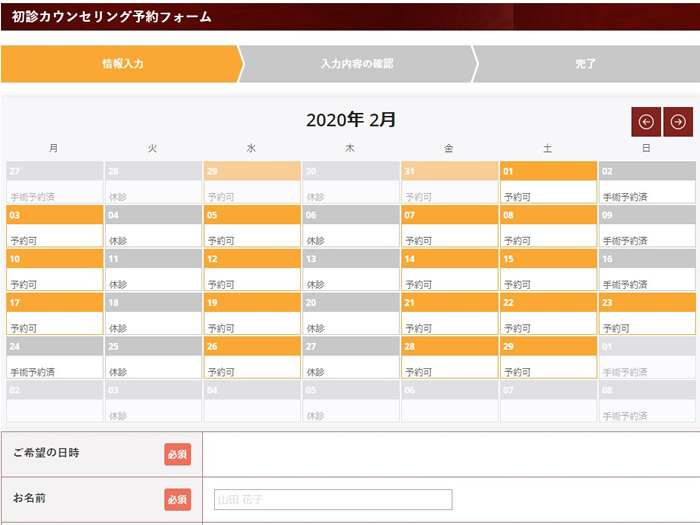 初診カウンセリング予約フォーム
情報入力 入力内容の確認 完了
2020年 2月
月 火 水 木 金 土 日
27 28 29 30 31 01 02
手術予約済 休診 予約可 休診 予約可 予約可 手術予約済
03 04 05 06 07 08 09
予約可 休診 予約可 休診 予約可 予約可 手術予約済
10 11 12 13 14 15 16
予約可 休診 予約可 休診 予約可 予約可 手術予約済
17 18 19 20 21 22 23
予約可 休診 予約可 休診 予約可 予約可 予約可
24 25 26 27 28 29 01
手術予約済 休診 予約可 休診 予約可 予約可 手術予約済
02 03 04 05 06 07 08
休診 休診 手術予約済
ご希望の日時 必須
お名前 必須 山田 花子